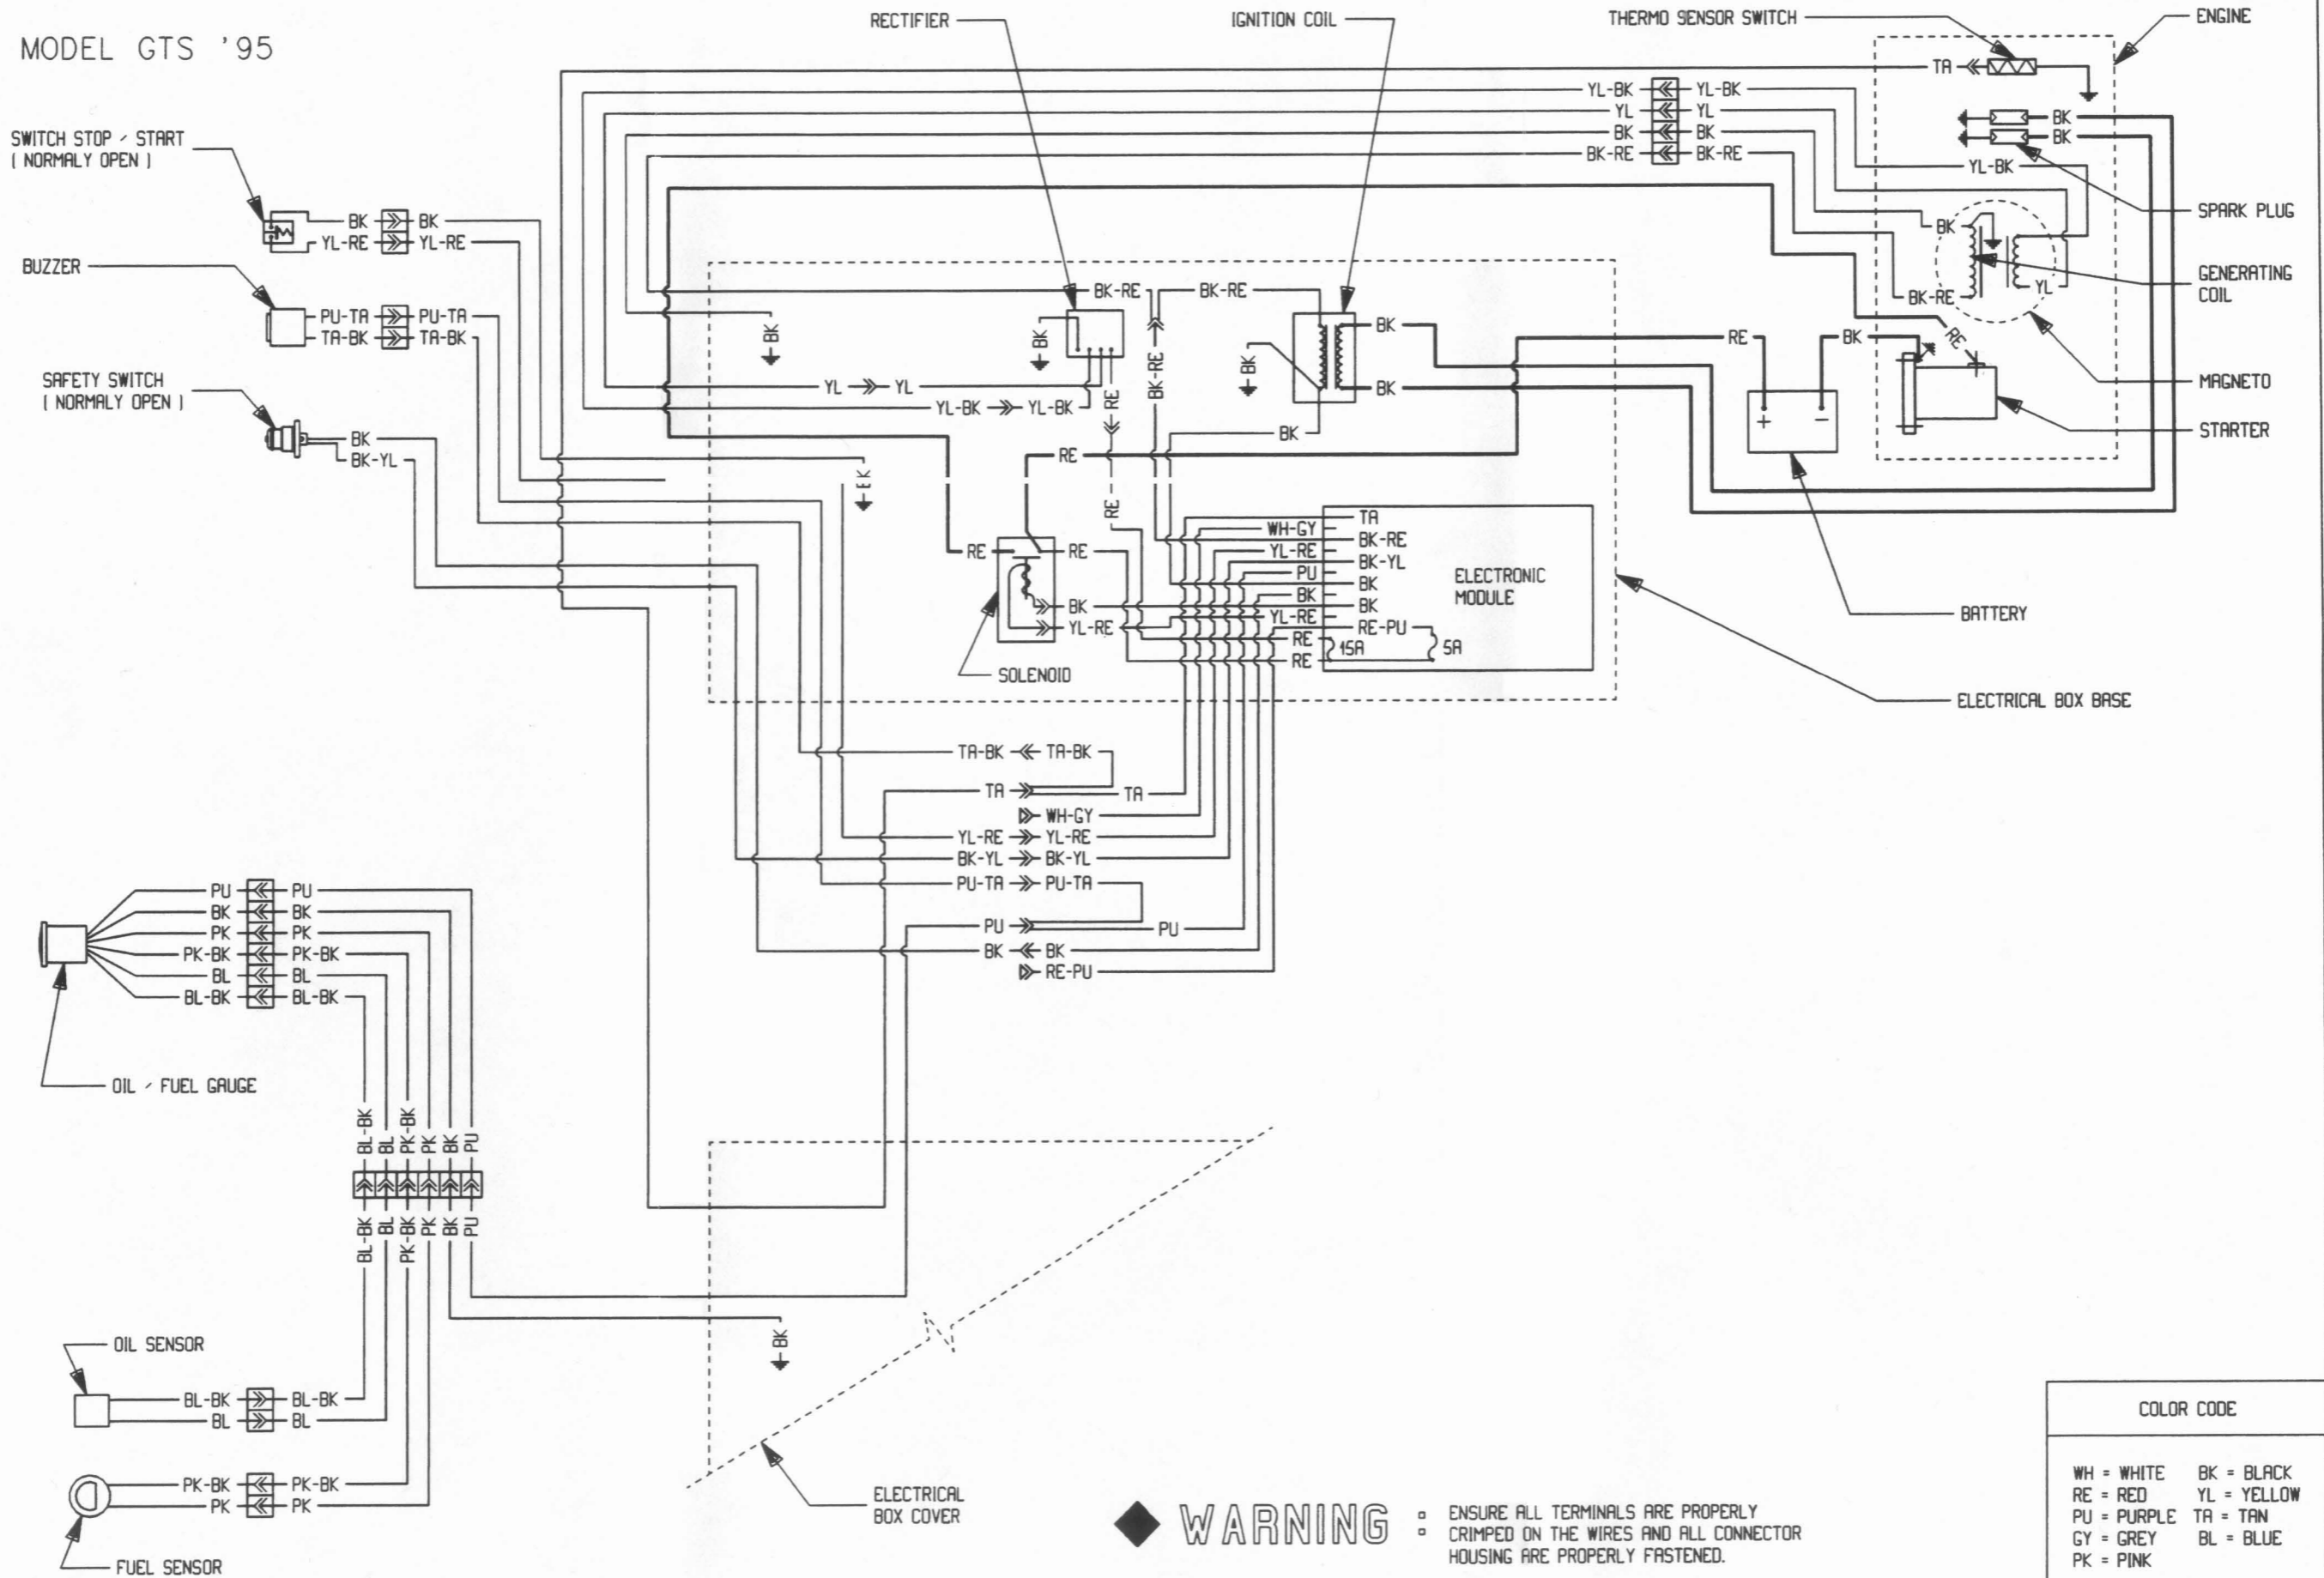 MODEL GTS '95
RECTIFIER
IGNITION COIL
THERMO SENSOR SWITCH
ENGINE
SWITCH STOP / START
( NORMALY OPEN )
BK BK
YL-RE YL-RE
BUZZER
PU-TA PU-TA
TA-BK TA-BK
SAFETY SWITCH
( NORMALY OPEN )
BK
BK-YL
TA
YL-BK YL-BK
YL YL
BK BK
BK-RE BK-RE
BK
BK
YL-BK
SPARK PLUG
BK
GENERATING
COIL
BK-RE
YL
MAGNETO
STARTER
RE
BK
RE
+ -
BATTERY
BK-RE
BK-RE
BK
BK
BK
BK
BK
BK-RE
YL YL
YL-BK YL-BK
RE
BK
RE
BK
RE
RE
RE
BK
YL-RE
SOLENOID
TA
WH-GY
BK-RE
YL-RE
BK-YL
PU
BK
BK
BK
YL-RE
RE-PU
RE
15A
5A
RE
ELECTRONIC
MODULE
ELECTRICAL BOX BASE
TA-BK TA-BK
TA TA
WH-GY
YL-RE YL-RE
BK-YL BK-YL
PU-TA PU-TA
PU PU
BK BK
RE-PU
PU PU
BK BK
PK PK
PK-BK PK-BK
BL BL
BL-BK BL-BK
OIL / FUEL GAUGE
BL-BK BL PK-BK PK BK PU
BL-BK BL PK-BK PK BK PU
BK
OIL SENSOR
BL-BK BL-BK
BL BL
PK-BK PK-BK
PK PK
FUEL SENSOR
ELECTRICAL
BOX COVER
WARNING
ENSURE ALL TERMINALS ARE PROPERLY
CRIMPED ON THE WIRES AND ALL CONNECTOR
HOUSING ARE PROPERLY FASTENED.
COLOR CODE
WH = WHITE BK = BLACK
RE = RED YL = YELLOW
PU = PURPLE TA = TAN
GY = GREY BL = BLUE
PK = PINK